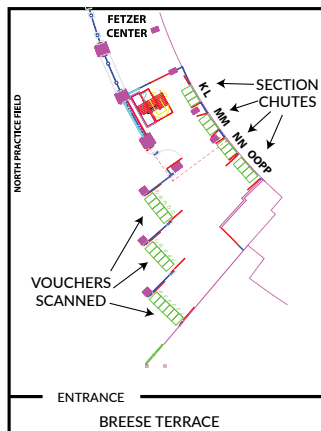 FETZER
CENTER
SECTION
CHUTES
KL
MM
NN
OOPP
NORTH PRACTICE FIELD
VOUCHERS
SCANNED
ENTRANCE
BREESE TERRACE